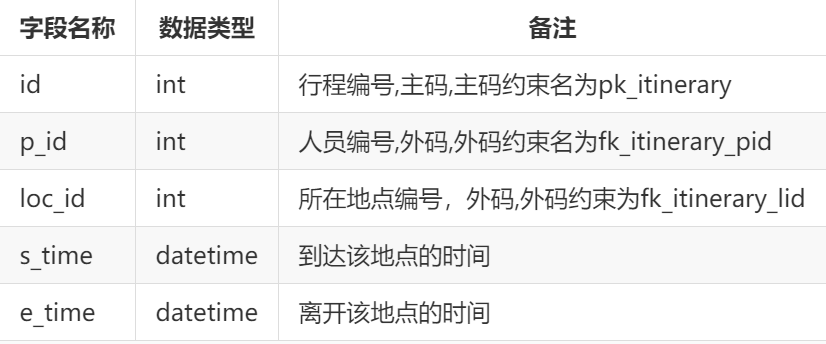 字段名称 数据类型 备注
id int 行程编号,主码,主码约束名为pk_itinerary
p_id int 人员编号,外码,外码约束名为fk_itinerary_pid
loc_id int 所在地点编号，外码,外码约束为fk_itinerary_lid
s_time datetime 到达该地点的时间
e_time datetime 离开该地点的时间